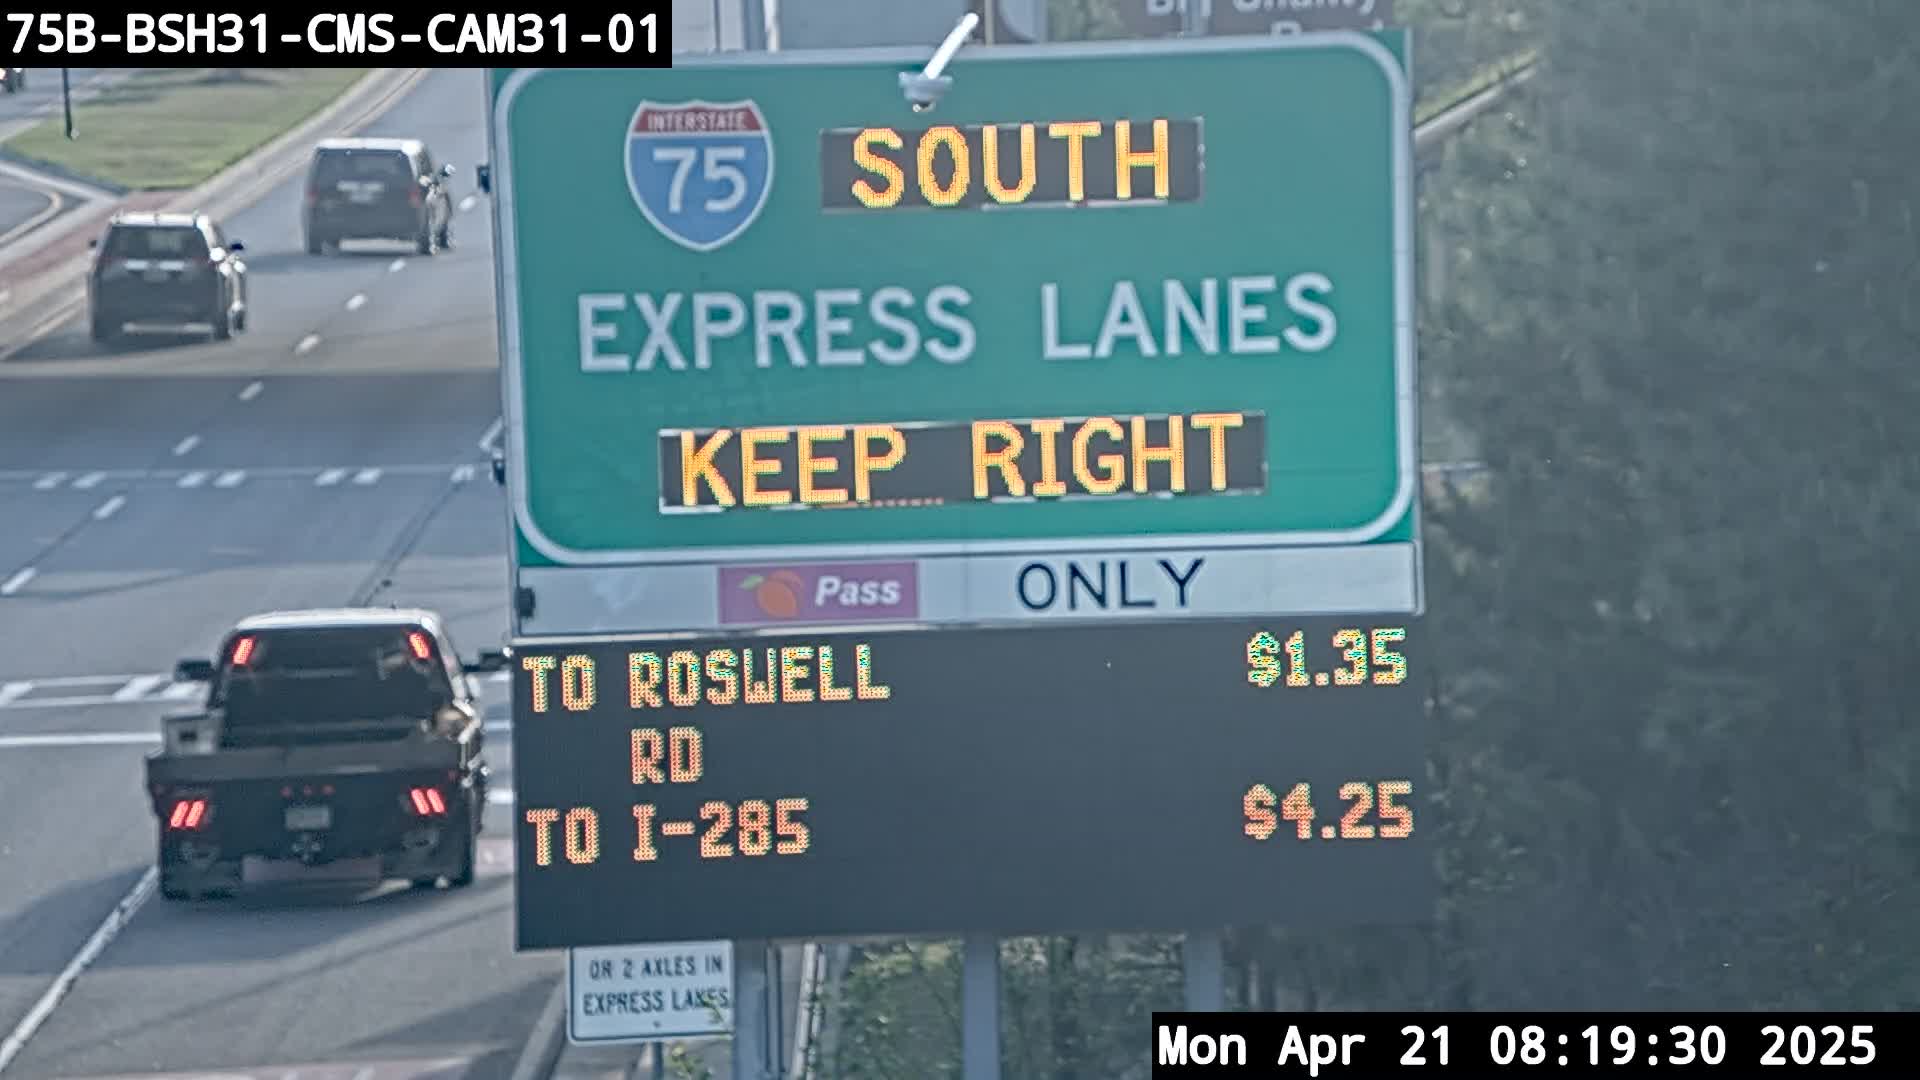 75B-BSH31-CMS-CAM31-01
INTERSTATE
75
SOUTH
EXPRESS LANES
KEEP RIGHT
Pass ONLY
TO ROSWELL $1.35
RD
TO I-285 $4.25
OR 2 AXLES IN
EXPRESS LANES
Mon Apr 21 08:19:30 2025